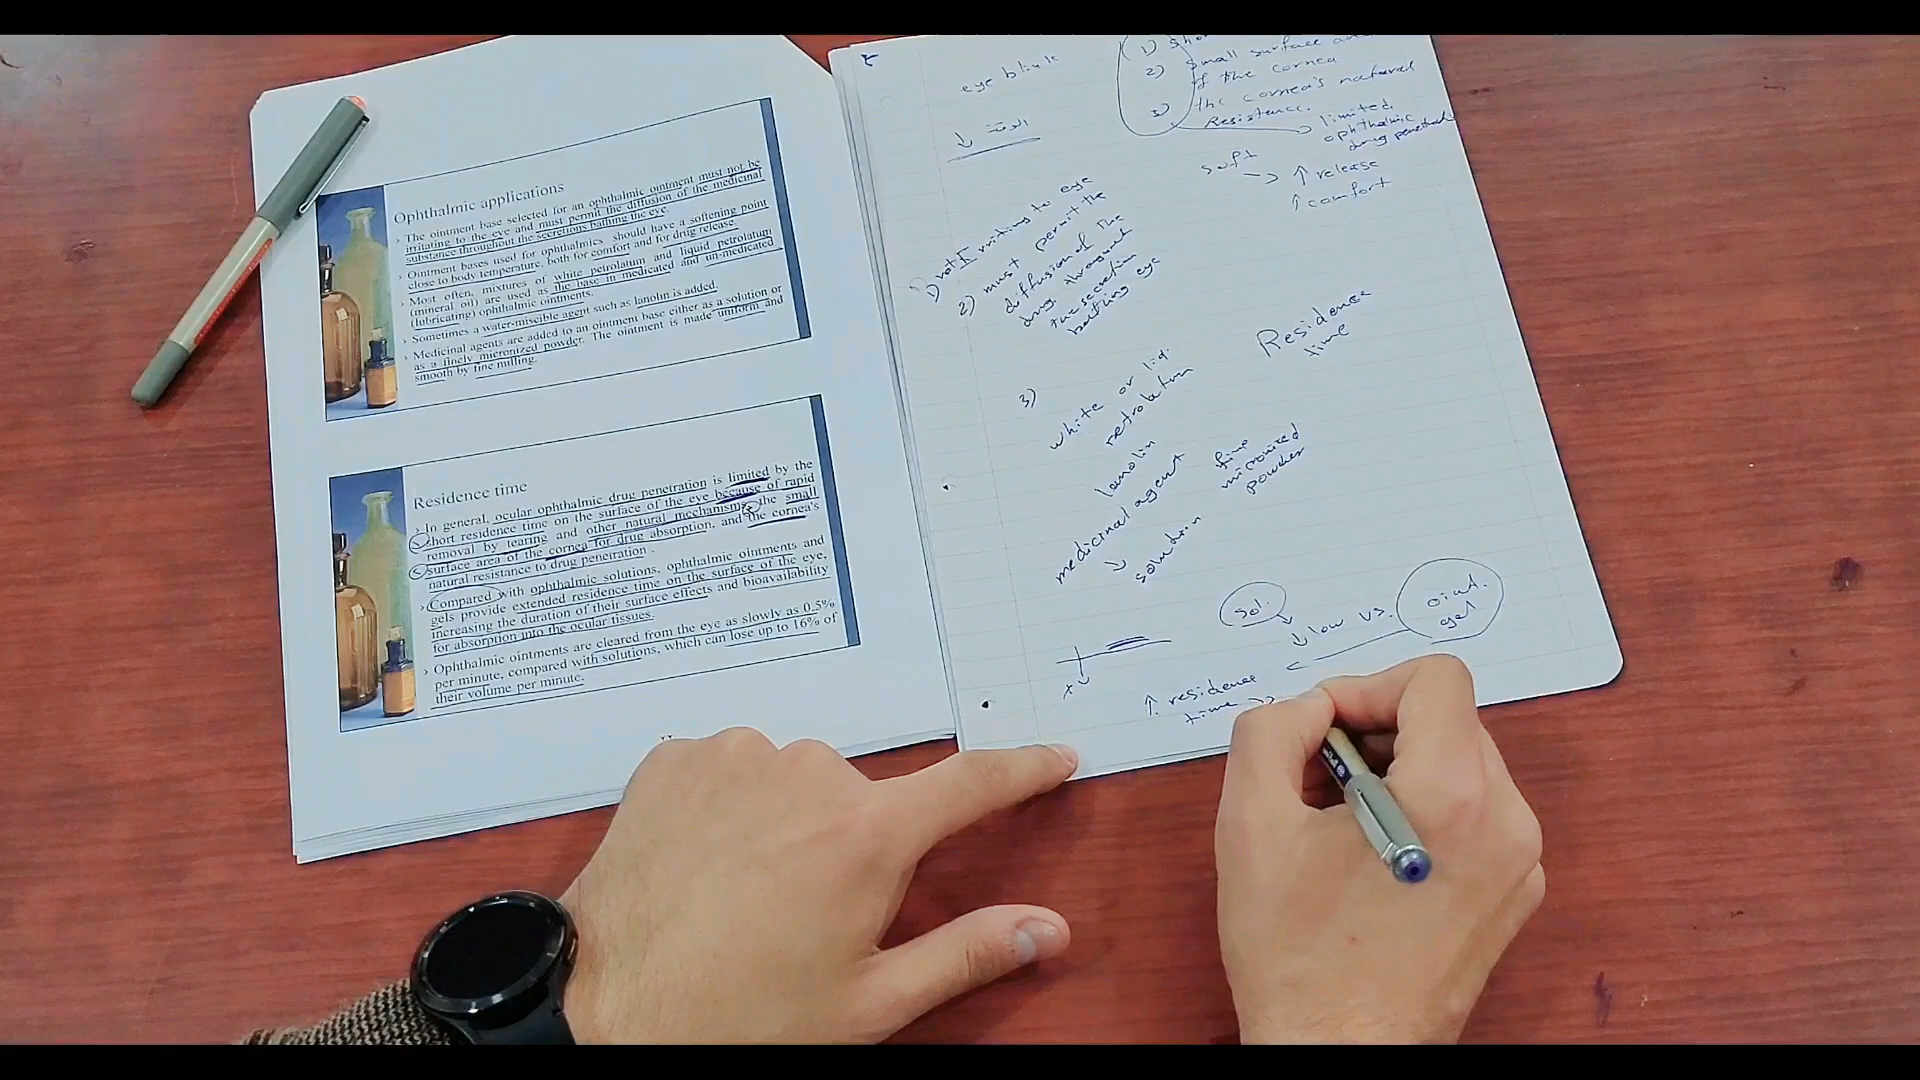 Ophthalmic applications
› The ointment base selected for an ophthalmic ointment must not be
irritating to the eye and must permit the diffusion of the medicinal
substance throughout the secretions bathing the eye.
› Ointment bases used for ophthalmics should have a softening point
close to body temperature, both for comfort and for drug release.
› Most often, mixtures of white petrolatum and liquid petrolatum
(mineral oil) are used as the base in medicated and un-medicated
(lubricating) ophthalmic ointments.
› Sometimes a water-miscible agent such as lanolin is added.
› Medicinal agents are added to an ointment base either as a solution or
as a finely micronized powder. The ointment is made uniform and
smooth by fine milling.
Residence time
› In general, ocular ophthalmic drug penetration is limited by the
short residence time on the surface of the eye because of rapid
removal by tearing and other natural mechanisms, the small
surface area of the cornea for drug absorption, and the cornea's
natural resistance to drug penetration .
› Compared with ophthalmic solutions, ophthalmic ointments and
gels provide extended residence time on the surface of the eye,
increasing the duration of their surface effects and bioavailability
for absorption into the ocular tissues.
› Ophthalmic ointments are cleared from the eye as slowly as 0.5%
per minute, compared with solutions, which can lose up to 16% of
their volume per minute.
٢٢
eye blink
↓ الدقة
1)
2) small surface
of the cornea
3) the cornea's natural
Resistance.
limited
ophthalmic
drug
soft → ↑ release
↑ comfort
1) not Irriting to eye
2) must permit the
diffusion of the
drug. througout
the secretion
bathing eye
Residence
time
3) white or liq.
lanolin
medicinal agent
↓ solution
fine
micronized
powder
sol. ↓ low vs. oint.
gel
↑ residence
time